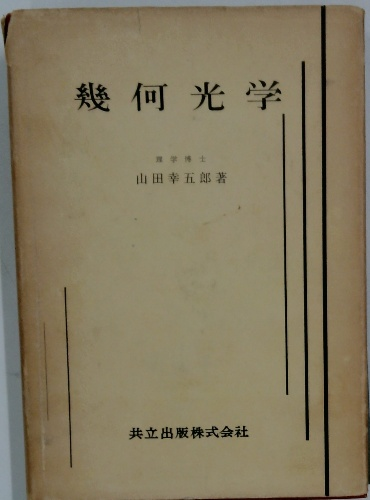 幾何光学
理学博士
山田幸五郎著
共立出版株式会社